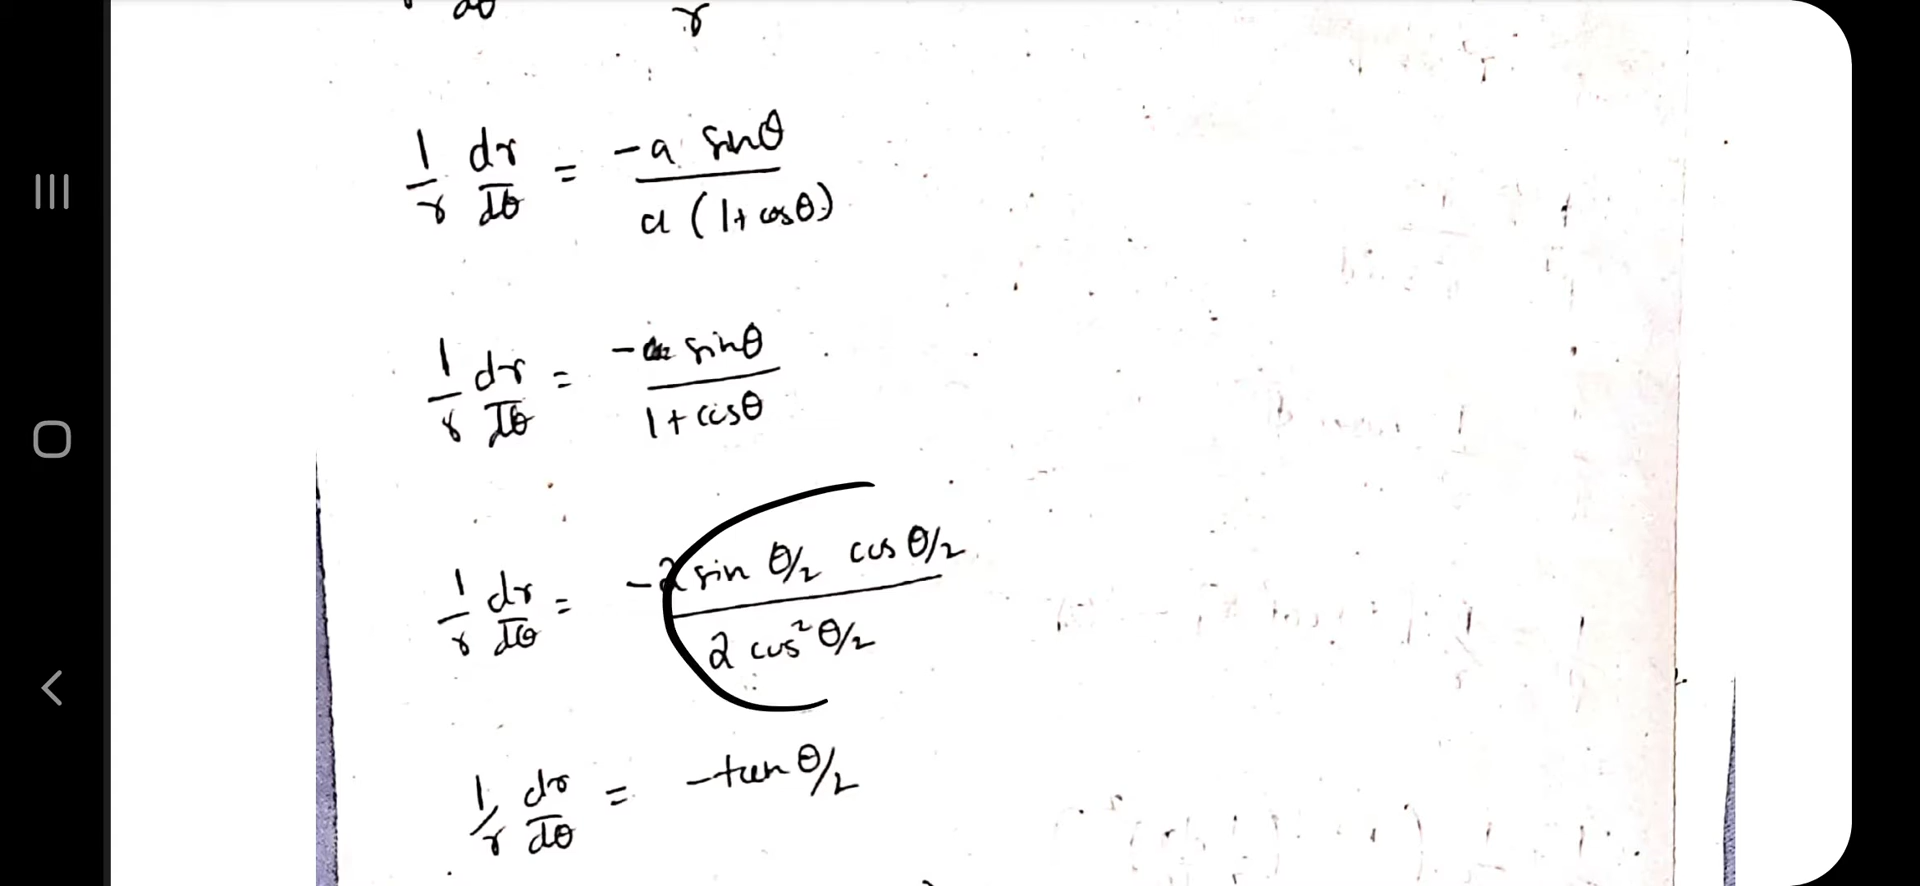 dθ r
1/r dr/dθ = -a sinθ / a (1+ cosθ)
1/r dr/dθ = - sinθ / 1+ cosθ
1/r dr/dθ = -2 sin θ/2 cos θ/2 / 2 cos² θ/2
1/r dr/dθ = -tan θ/2